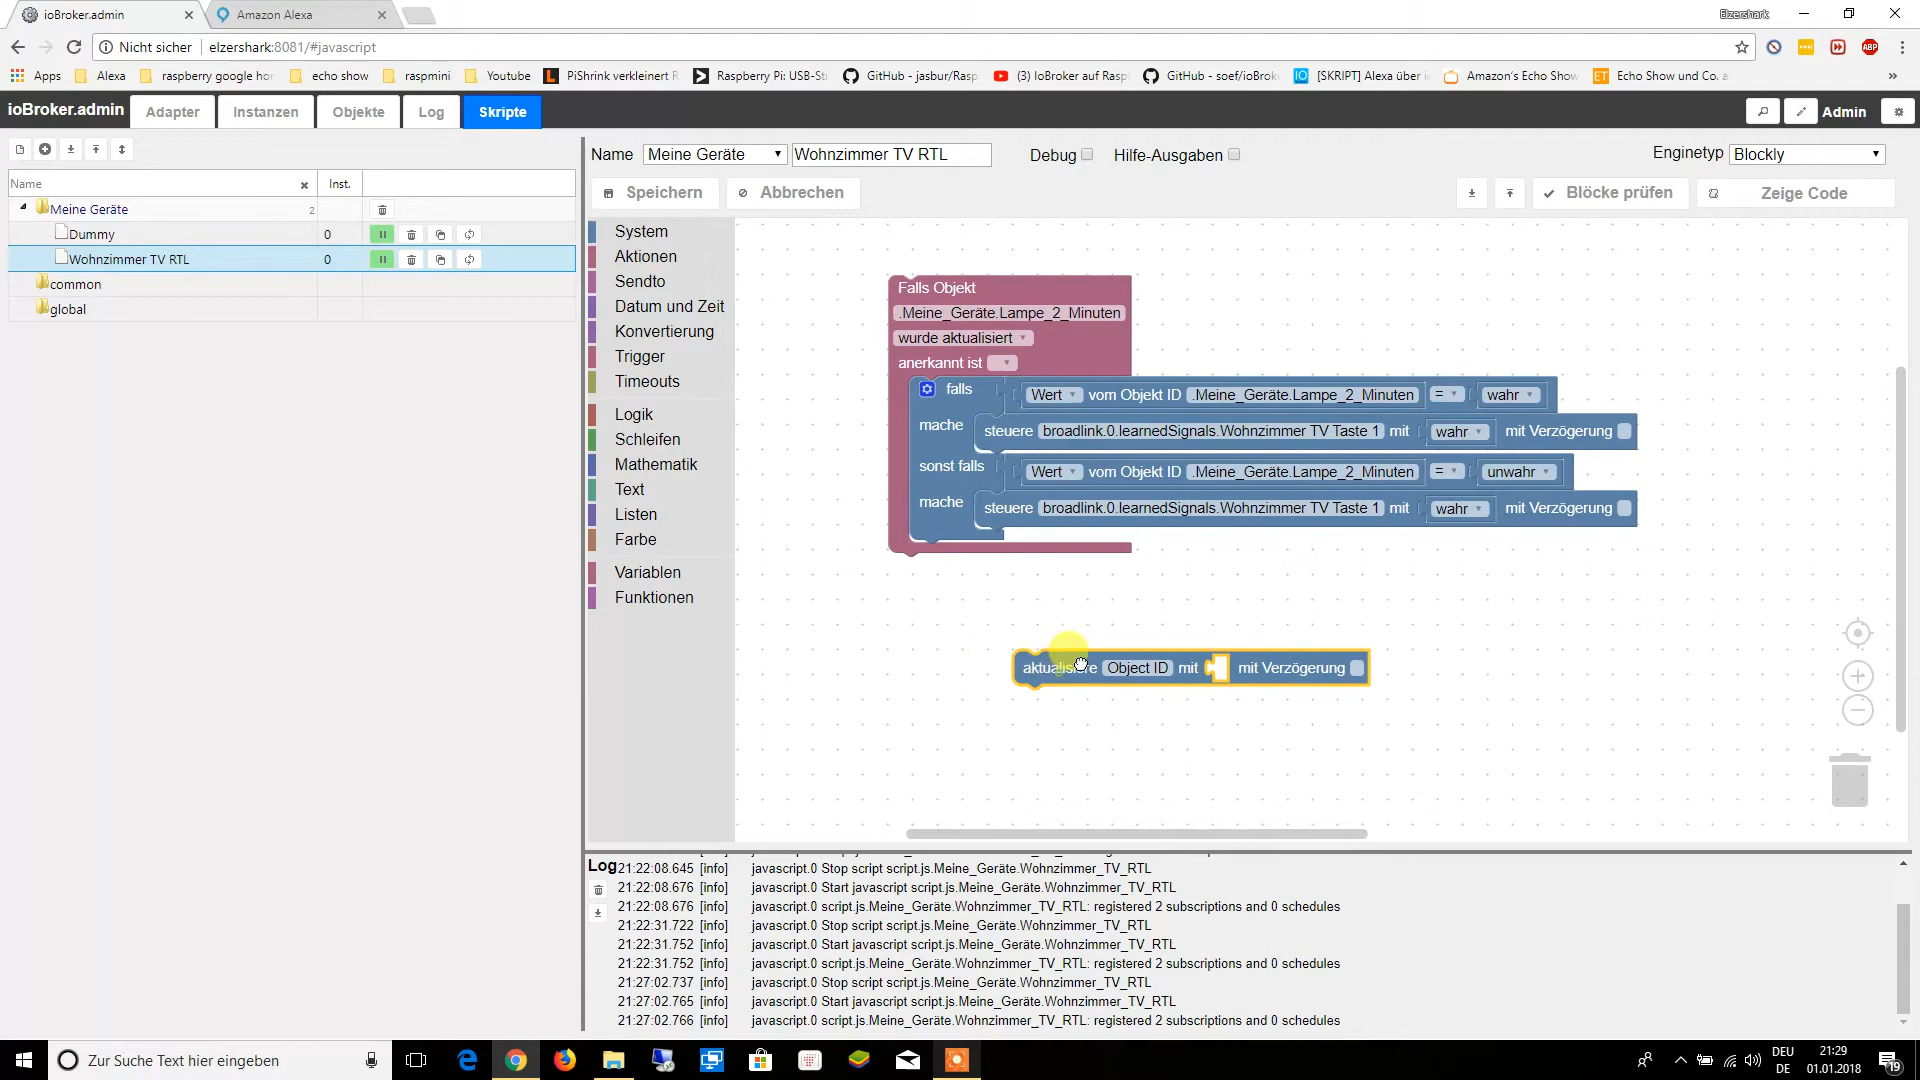 ioBroker.admin
Amazon Alexa
Elzershark
Nicht sicher
elzershark:8081/#javascript
Apps
Alexa
raspberry google hor
echo show
raspmini
Youtube
PiShrink verkleinert R
Raspberry Pi: USB-Sti
GitHub - jasbur/Rasp
(3) IoBroker auf Rasp
GitHub - soef/ioBroke
[SKRIPT] Alexa über i
Amazon's Echo Show
Echo Show und Co. a
ioBroker.admin
Adapter
Instanzen
Objekte
Log
Skripte
Admin
Name
Meine Geräte
Wohnzimmer TV RTL
Debug
Hilfe-Ausgaben
Enginetyp
Blockly
Speichern
Abbrechen
Blöcke prüfen
Zeige Code
Name
Inst.
Meine Geräte
2
Dummy
0
Wohnzimmer TV RTL
0
common
global
System
Aktionen
Sendto
Datum und Zeit
Konvertierung
Trigger
Timeouts
Logik
Schleifen
Mathematik
Text
Listen
Farbe
Variablen
Funktionen
Falls Objekt
.Meine_Geräte.Lampe_2_Minuten
wurde aktualisiert
anerkannt ist
falls Wert vom Objekt ID .Meine_Geräte.Lampe_2_Minuten = wahr
mache steuere broadlink.0.learnedSignals.Wohnzimmer TV Taste 1 mit wahr mit Verzögerung
sonst falls Wert vom Objekt ID .Meine_Geräte.Lampe_2_Minuten = unwahr
mache steuere broadlink.0.learnedSignals.Wohnzimmer TV Taste 1 mit wahr mit Verzögerung
aktualisiere Object ID mit mit Verzögerung
Log
21:22:08.645 [info] javascript.0 Stop script script.js.Meine_Geräte.Wohnzimmer_TV_RTL
21:22:08.676 [info] javascript.0 Start javascript script.js.Meine_Geräte.Wohnzimmer_TV_RTL
21:22:08.676 [info] javascript.0 script.js.Meine_Geräte.Wohnzimmer_TV_RTL: registered 2 subscriptions and 0 schedules
21:22:31.722 [info] javascript.0 Stop script script.js.Meine_Geräte.Wohnzimmer_TV_RTL
21:22:31.752 [info] javascript.0 Start javascript script.js.Meine_Geräte.Wohnzimmer_TV_RTL
21:22:31.752 [info] javascript.0 script.js.Meine_Geräte.Wohnzimmer_TV_RTL: registered 2 subscriptions and 0 schedules
21:27:02.737 [info] javascript.0 Stop script script.js.Meine_Geräte.Wohnzimmer_TV_RTL
21:27:02.765 [info] javascript.0 Start javascript script.js.Meine_Geräte.Wohnzimmer_TV_RTL
21:27:02.766 [info] javascript.0 script.js.Meine_Geräte.Wohnzimmer_TV_RTL: registered 2 subscriptions and 0 schedules
Zur Suche Text hier eingeben
DEU
DE
21:29
01.01.2018
19